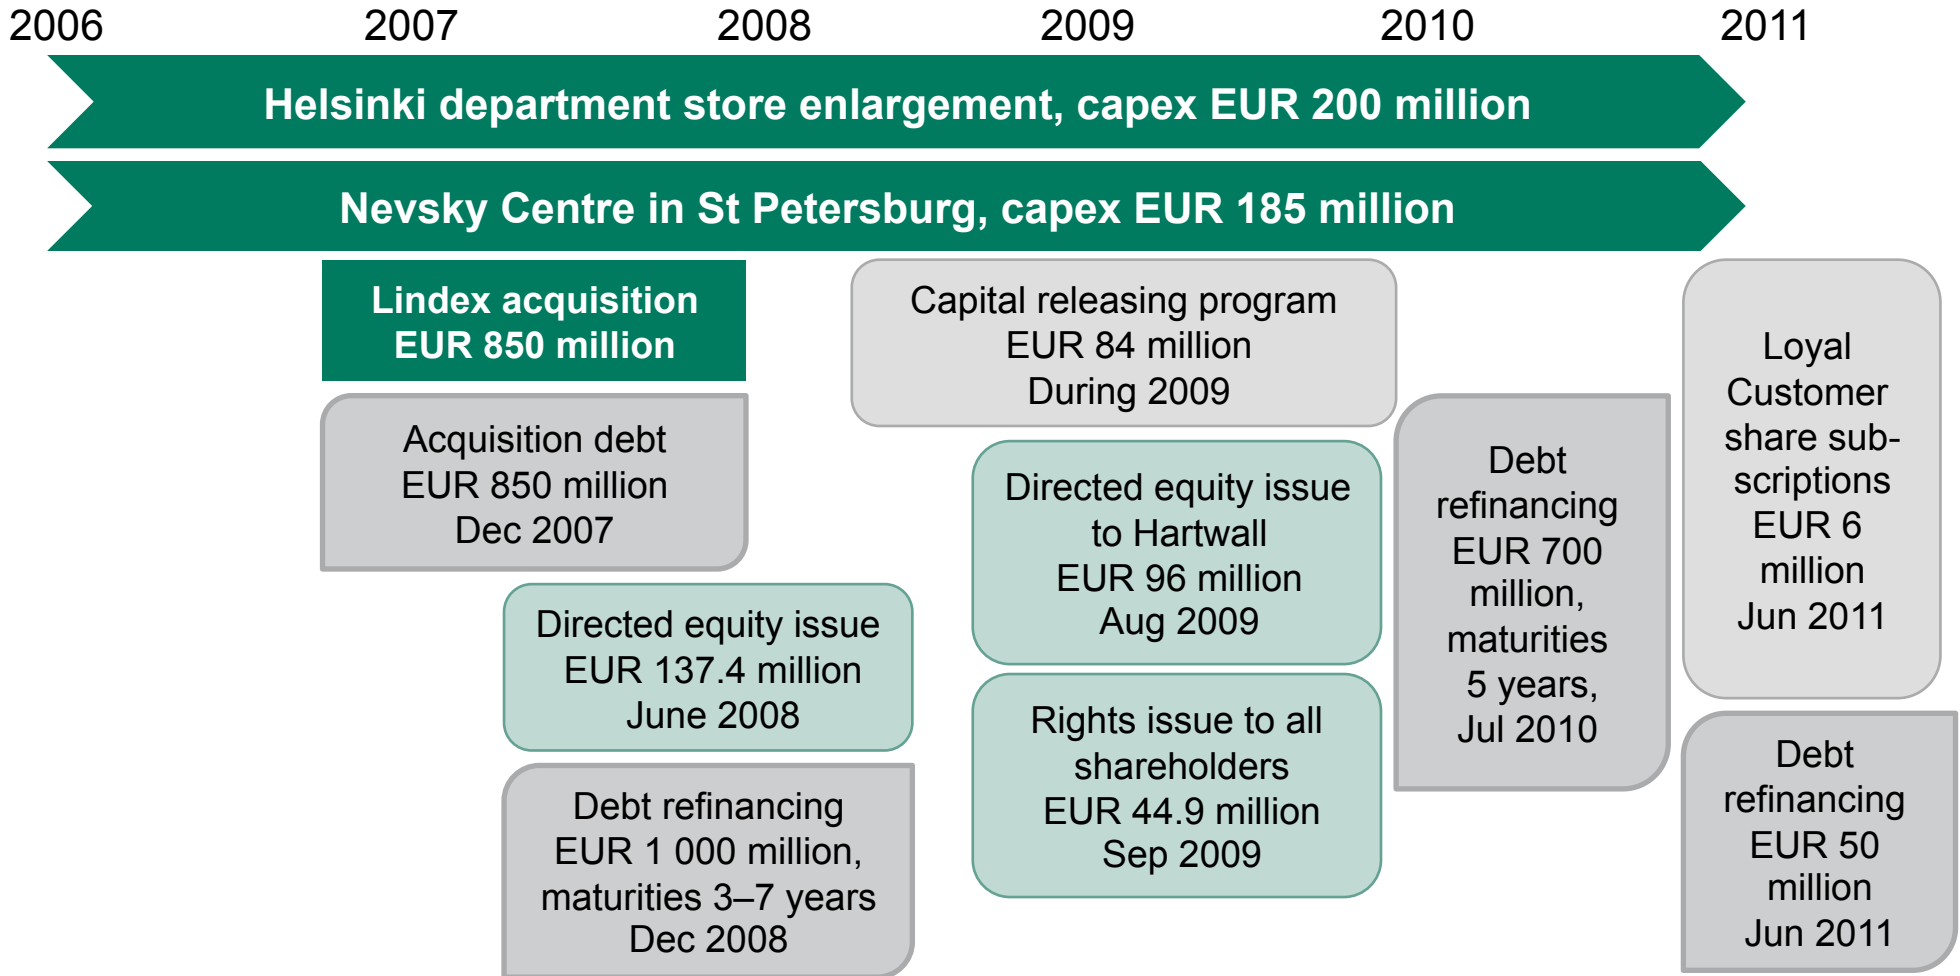 2006 2007 2008 2009 2010 2011
Helsinki department store enlargement, capex EUR 200 million
Nevsky Centre in St Petersburg, capex EUR 185 million
Lindex acquisition
EUR 850 million
Acquisition debt
EUR 850 million
Dec 2007
Directed equity issue
EUR 137.4 million
June 2008
Debt refinancing
EUR 1 000 million,
maturities 3–7 years
Dec 2008
Capital releasing program
EUR 84 million
During 2009
Directed equity issue
to Hartwall
EUR 96 million
Aug 2009
Rights issue to all
shareholders
EUR 44.9 million
Sep 2009
Debt
refinancing
EUR 700
million,
maturities
5 years,
Jul 2010
Loyal
Customer
share sub-
scriptions
EUR 6
million
Jun 2011
Debt
refinancing
EUR 50
million
Jun 2011